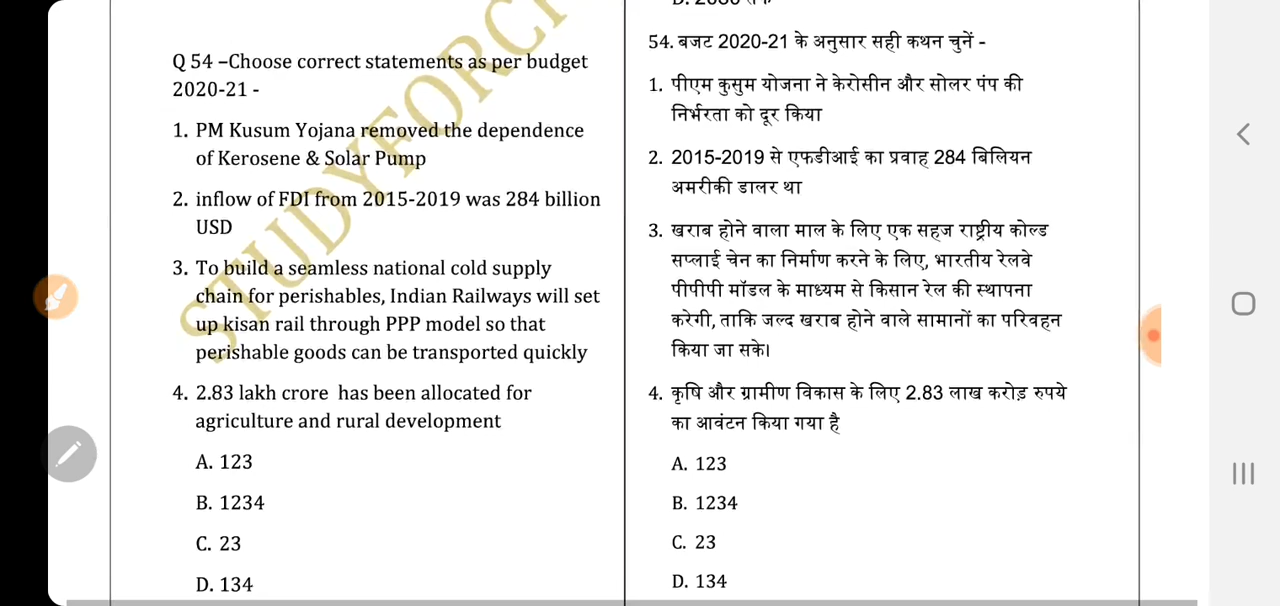 Q 54 –Choose correct statements as per budget
2020-21 -
1. PM Kusum Yojana removed the dependence
of Kerosene & Solar Pump
2. inflow of FDI from 2015-2019 was 284 billion
USD
3. To build a seamless national cold supply
chain for perishables, Indian Railways will set
up kisan rail through PPP model so that
perishable goods can be transported quickly
4. 2.83 lakh crore has been allocated for
agriculture and rural development
A. 123
B. 1234
C. 23
D. 134
54. बजट 2020-21 के अनुसार सही कथन चुनें -
1. पीएम कुसुम योजना ने केरोसीन और सोलर पंप की
निर्भरता को दूर किया
2. 2015-2019 से एफडीआई का प्रवाह 284 बिलियन
अमरीकी डालर था
3. खराब होने वाला माल के लिए एक सहज राष्ट्रीय कोल्ड
सप्लाई चेन का निर्माण करने के लिए, भारतीय रेलवे
पीपीपी मॉडल के माध्यम से किसान रेल की स्थापना
करेगी, ताकि जल्द खराब होने वाले सामानों का परिवहन
किया जा सके।
4. कृषि और ग्रामीण विकास के लिए 2.83 लाख करोड़ रुपये
का आवंटन किया गया है
A. 123
B. 1234
C. 23
D. 134
STUDYFORCI